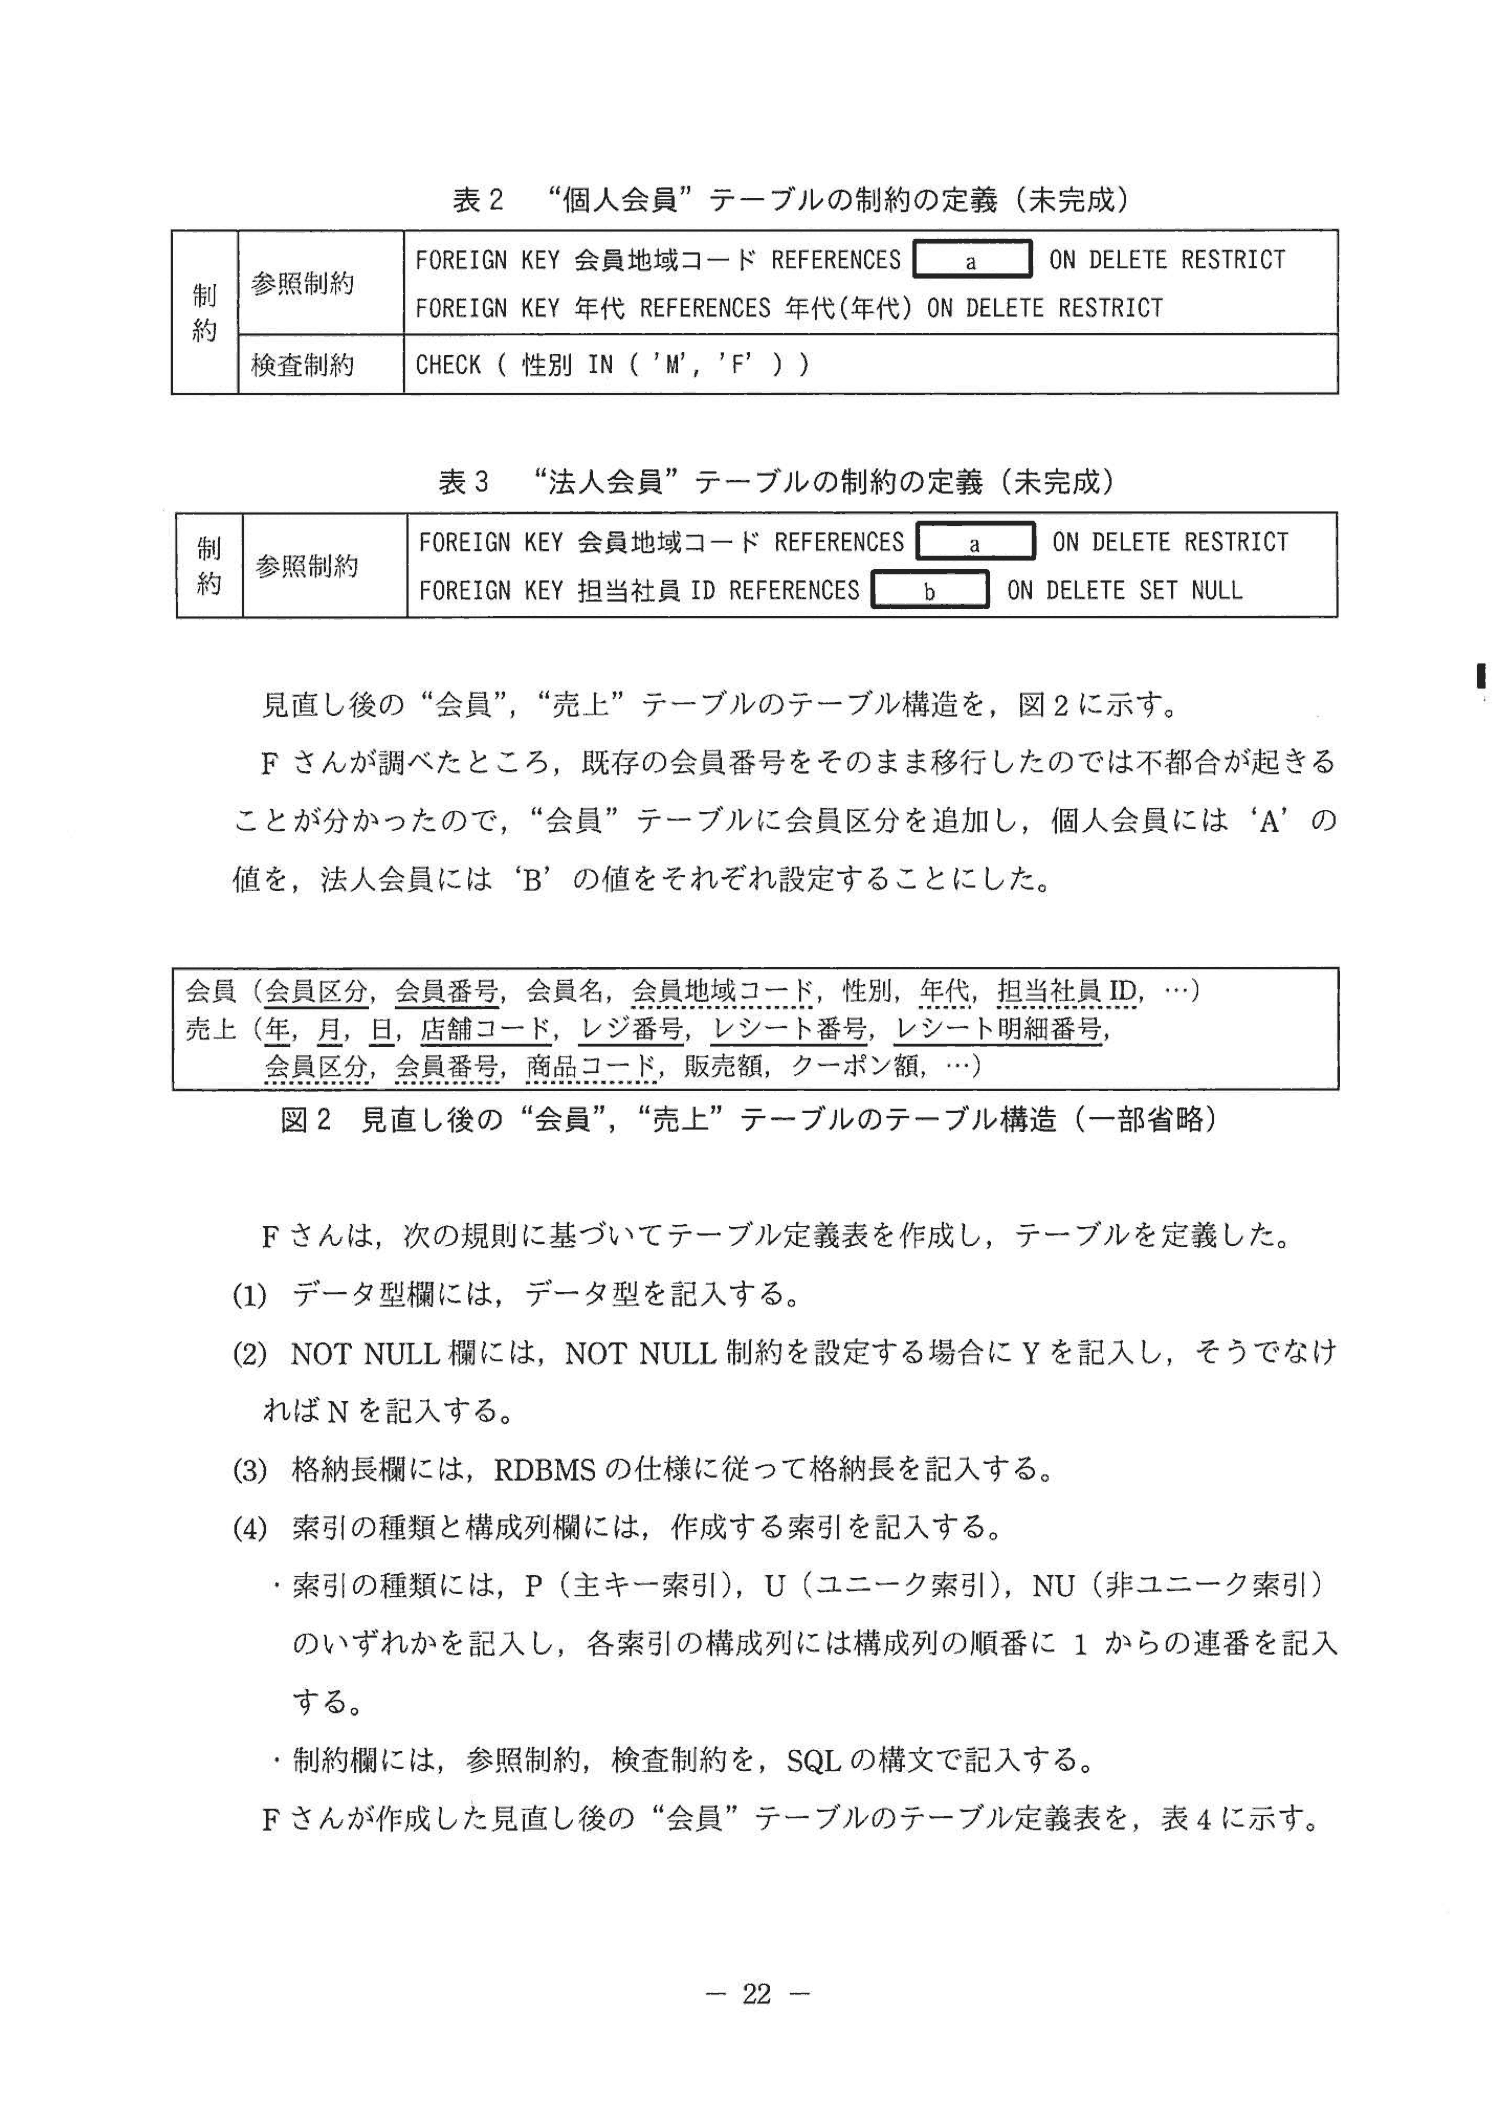 表2 “個人会員” テーブルの制約の定義（未完成）
制約
参照制約
FOREIGN KEY 会員地域コード REFERENCES a ON DELETE RESTRICT
FOREIGN KEY 年代 REFERENCES 年代(年代) ON DELETE RESTRICT
検査制約
CHECK ( 性別 IN ( 'M', 'F' ) )
表3 “法人会員” テーブルの制約の定義（未完成）
制約
参照制約
FOREIGN KEY 会員地域コード REFERENCES a ON DELETE RESTRICT
FOREIGN KEY 担当社員 ID REFERENCES b ON DELETE SET NULL
見直し後の “会員”，“売上” テーブルのテーブル構造を，図2に示す。
F さんが調べたところ，既存の会員番号をそのまま移行したのでは不都合が起きる
ことが分かったので，“会員” テーブルに会員区分を追加し，個人会員には ‘A’ の
値を，法人会員には ‘B’ の値をそれぞれ設定することにした。
会員（会員区分，会員番号，会員名，会員地域コード，性別，年代，担当社員 ID，…）
売上（年，月，日，店舗コード，レジ番号，レシート番号，レシート明細番号，
会員区分，会員番号，商品コード，販売額，クーポン額，…）
図2 見直し後の “会員”，“売上” テーブルのテーブル構造（一部省略）
F さんは，次の規則に基づいてテーブル定義表を作成し，テーブルを定義した。
(1) データ型欄には，データ型を記入する。
(2) NOT NULL 欄には，NOT NULL 制約を設定する場合に Y を記入し，そうでなけ
れば N を記入する。
(3) 格納長欄には，RDBMS の仕様に従って格納長を記入する。
(4) 索引の種類と構成列欄には，作成する索引を記入する。
・索引の種類には，P（主キー索引），U（ユニーク索引），NU（非ユニーク索引）
のいずれかを記入し，各索引の構成列には構成列の順番に 1 からの連番を記入
する。
・制約欄には，参照制約，検査制約を，SQL の構文で記入する。
F さんが作成した見直し後の “会員” テーブルのテーブル定義表を，表4に示す。
－ 22 －